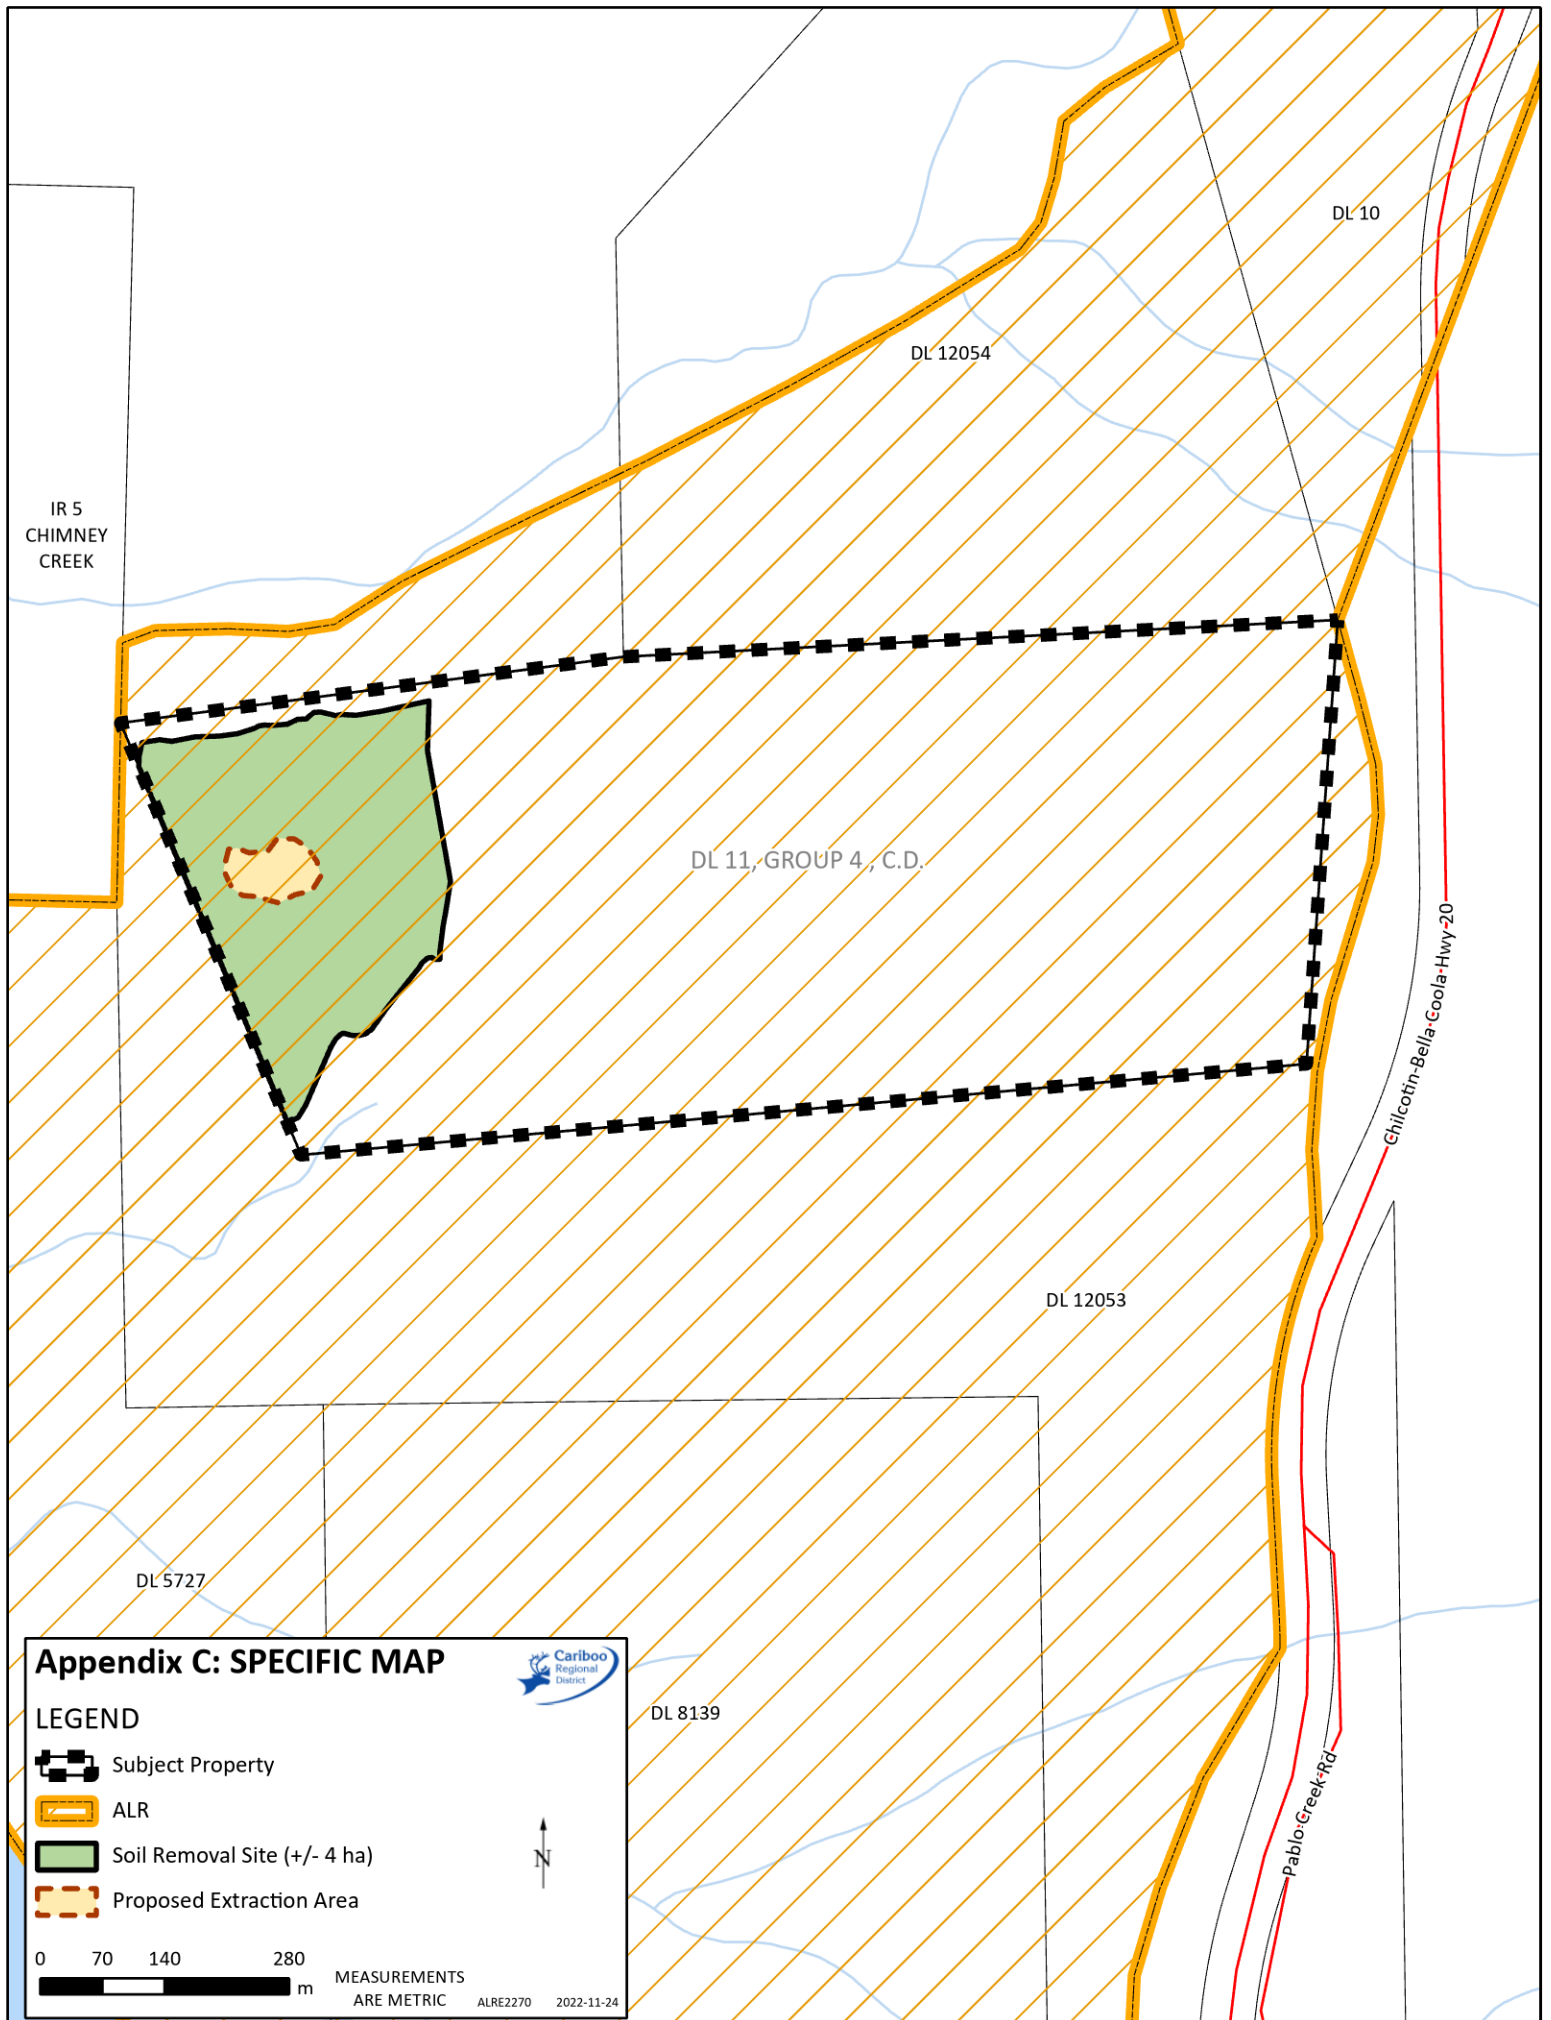 DL 10
DL 12054
IR 5
CHIMNEY
CREEK
DL 11, GROUP 4 , C.D.
Chilcotin-Bella Coola Hwy 20
DL 12053
DL 5727
DL 8139
Pablo Creek Rd
Appendix C: SPECIFIC MAP
Cariboo
Regional
District
LEGEND
Subject Property
ALR
Soil Removal Site (+/- 4 ha)
Proposed Extraction Area
N
0 70 140 280
m
MEASUREMENTS
ARE METRIC
ALRE2270 2022-11-24